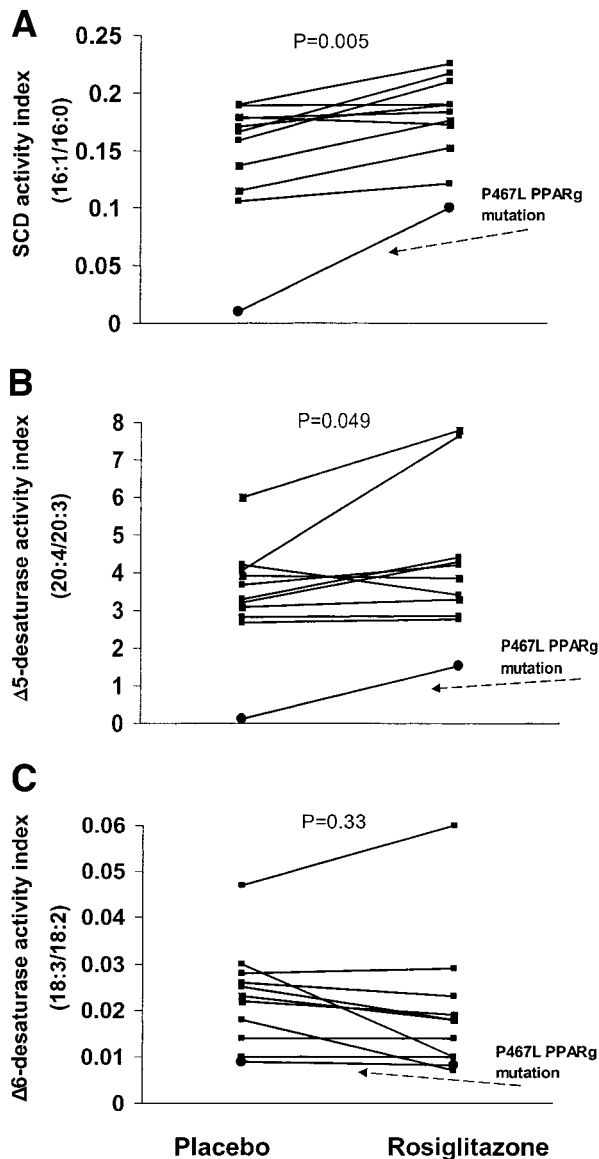 A
SCD activity index
(16:1/16:0)
0.25
0.2
0.15
0.1
0.05
0
P=0.005
P467L PPARg
mutation
B
Δ5-desaturase activity index
(20:4/20:3)
8
7
6
5
4
3
2
1
0
P=0.049
P467L PPARg
mutation
C
Δ6-desaturase activity index
(18:3/18:2)
0.06
0.05
0.04
0.03
0.02
0.01
0
P=0.33
P467L PPARg
mutation
Placebo
Rosiglitazone